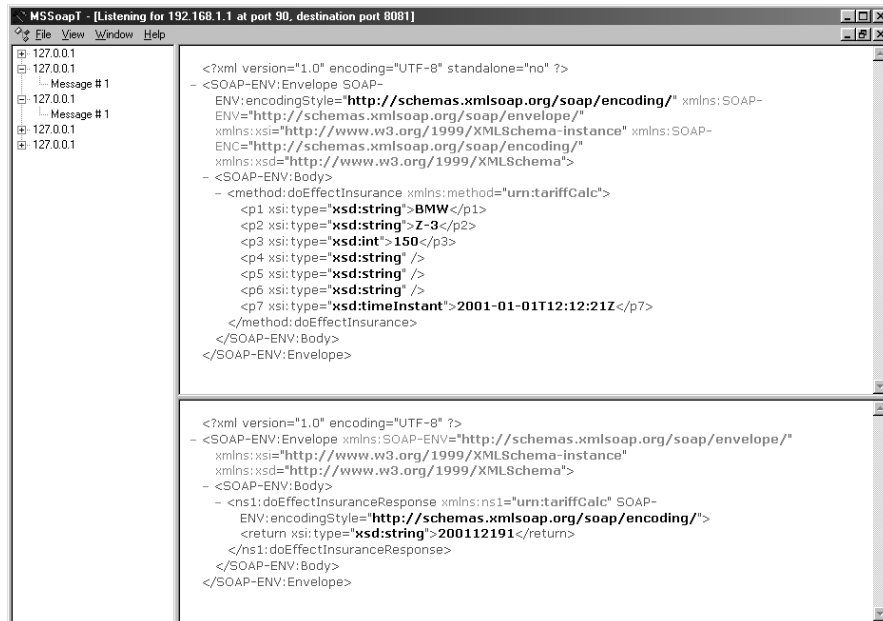 MSSoapT - [Listening for 192.168.1.1 at port 90, destination port 8081]
File View Window Help
127.0.0.1
127.0.0.1
Message # 1
127.0.0.1
Message # 1
127.0.0.1
127.0.0.1
<?xml version="1.0" encoding="UTF-8" standalone="no" ?>
- <SOAP-ENV:Envelope SOAP-
ENV:encodingStyle="http://schemas.xmlsoap.org/soap/encoding/" xmlns:SOAP-
ENV="http://schemas.xmlsoap.org/soap/envelope/"
xmlns:xsi="http://www.w3.org/1999/XMLSchema-instance" xmlns:SOAP-
ENC="http://schemas.xmlsoap.org/soap/encoding/"
xmlns:xsd="http://www.w3.org/1999/XMLSchema">
- <SOAP-ENV:Body>
- <method:doEffectInsurance xmlns:method="urn:tariffCalc">
<p1 xsi:type="xsd:string">BMW</p1>
<p2 xsi:type="xsd:string">Z-3</p2>
<p3 xsi:type="xsd:int">150</p3>
<p4 xsi:type="xsd:string" />
<p5 xsi:type="xsd:string" />
<p6 xsi:type="xsd:string" />
<p7 xsi:type="xsd:timeInstant">2001-01-01T12:12:21Z</p7>
</method:doEffectInsurance>
</SOAP-ENV:Body>
</SOAP-ENV:Envelope>
<?xml version="1.0" encoding="UTF-8" ?>
- <SOAP-ENV:Envelope xmlns:SOAP-ENV="http://schemas.xmlsoap.org/soap/envelope/"
xmlns:xsi="http://www.w3.org/1999/XMLSchema-instance"
xmlns:xsd="http://www.w3.org/1999/XMLSchema">
- <SOAP-ENV:Body>
- <ns1:doEffectInsuranceResponse xmlns:ns1="urn:tariffCalc" SOAP-
ENV:encodingStyle="http://schemas.xmlsoap.org/soap/encoding/">
<return xsi:type="xsd:string">200112191</return>
</ns1:doEffectInsuranceResponse>
</SOAP-ENV:Body>
</SOAP-ENV:Envelope>